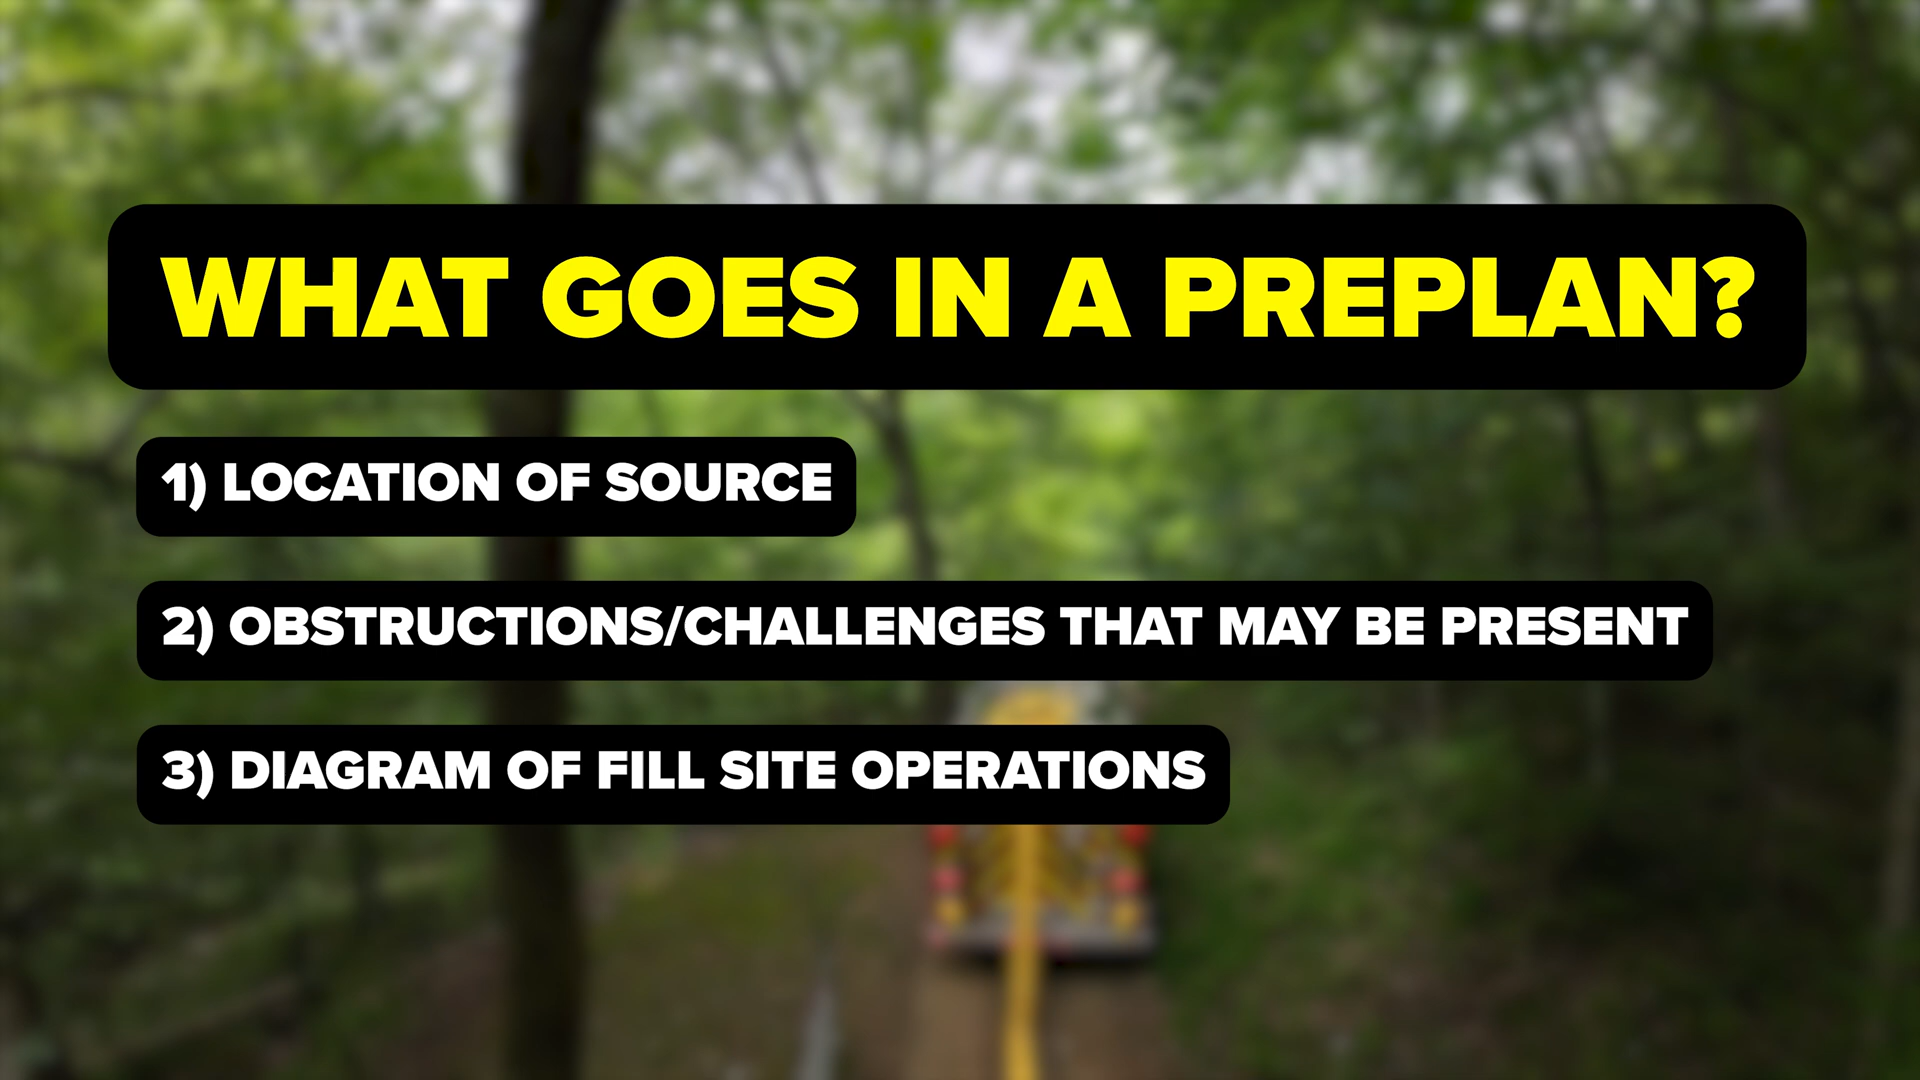 WHAT GOES IN A PREPLAN?
1) LOCATION OF SOURCE
2) OBSTRUCTIONS/CHALLENGES THAT MAY BE PRESENT
3) DIAGRAM OF FILL SITE OPERATIONS